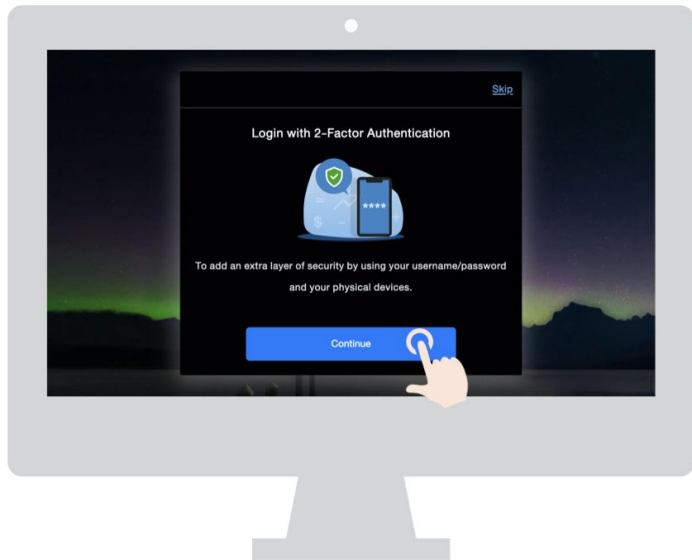 Skip
Login with 2-Factor Authentication
****
$
To add an extra layer of security by using your username/password
and your physical devices.
Continue